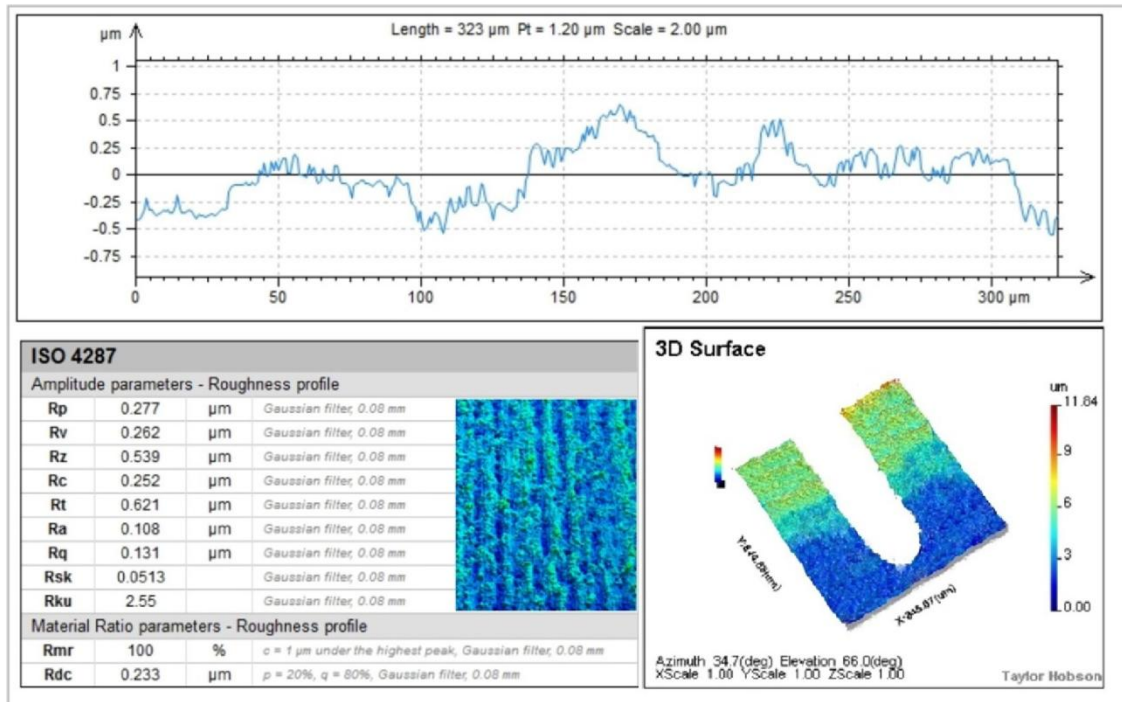 Length = 323 µm Pt = 1.20 µm Scale = 2.00 µm
µm
1
0.75
0.5
0.25
0
-0.25
-0.5
-0.75
0 50 100 150 200 250 300 µm
ISO 4287
Amplitude parameters - Roughness profile
Rp 0.277 µm Gaussian filter, 0.08 mm
Rv 0.262 µm Gaussian filter, 0.08 mm
Rz 0.539 µm Gaussian filter, 0.08 mm
Rc 0.252 µm Gaussian filter, 0.08 mm
Rt 0.621 µm Gaussian filter, 0.08 mm
Ra 0.108 µm Gaussian filter, 0.08 mm
Rq 0.131 µm Gaussian filter, 0.08 mm
Rsk 0.0513 Gaussian filter, 0.08 mm
Rku 2.55 Gaussian filter, 0.08 mm
Material Ratio parameters - Roughness profile
Rmr 100 % c = 1 µm under the highest peak, Gaussian filter, 0.08 mm
Rdc 0.233 µm p = 20%, q = 80%, Gaussian filter, 0.08 mm
3D Surface
um
11.84
9
6
3
0.00
Azimuth 34.7(deg) Elevation 66.0(deg)
XScale 1.00 YScale 1.00 ZScale 1.00
Taylor Hobson